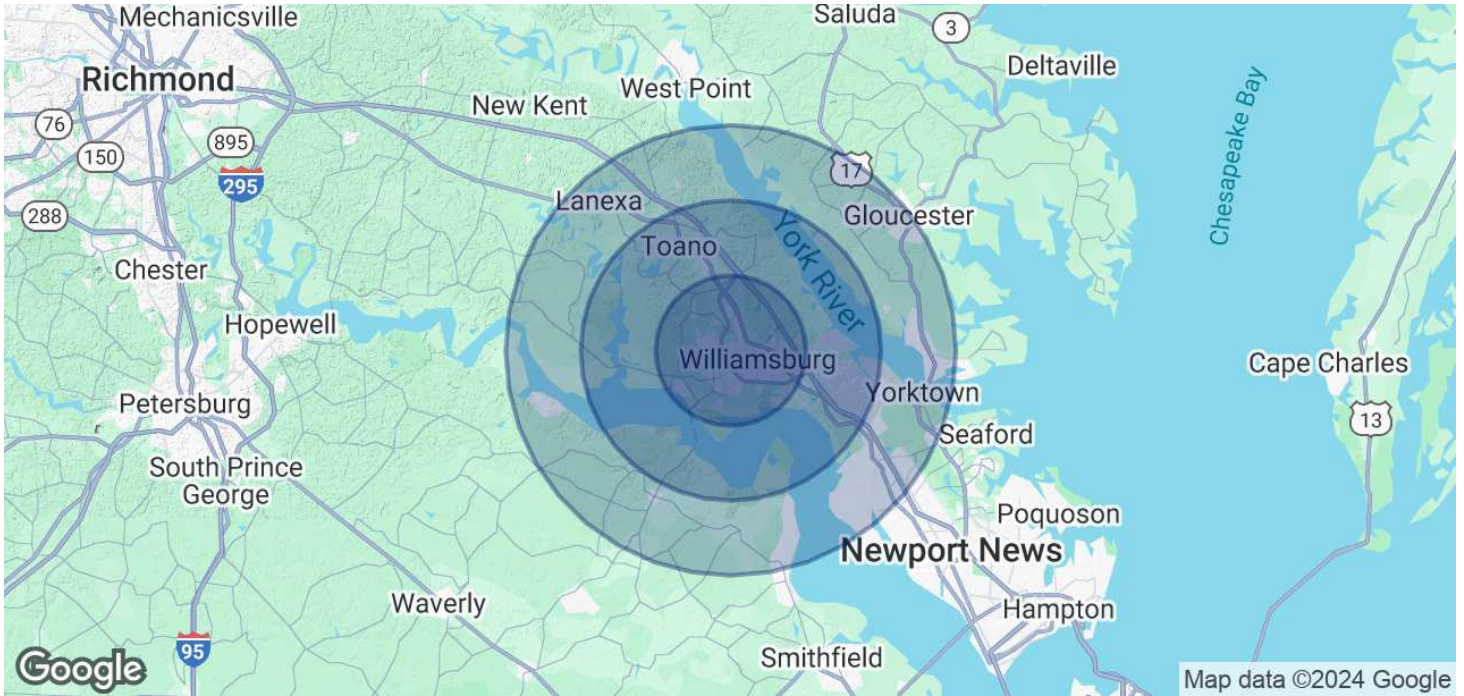 Mechanicsville
Saluda
3
Deltaville
Richmond
West Point
New Kent
Chesapeake Bay
76
150
895
17
295
Lanexa
288
Gloucester
Toano
York River
Chester
Hopewell
Williamsburg
Cape Charles
Yorktown
Petersburg
r
13
Seaford
South Prince
George
Poquoson
Newport News
Waverly
Hampton
95
Smithfield
Google
Map data ©2024 Google